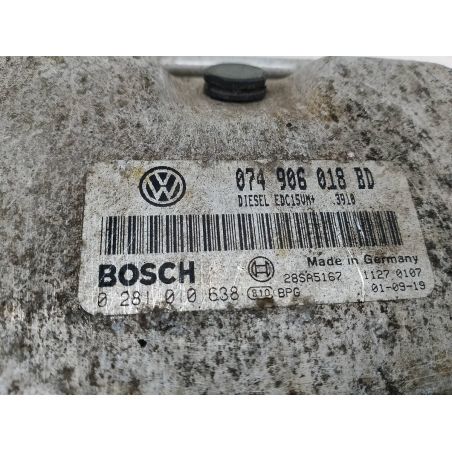 074 906 018 BD
DIESEL EDC15VM+ 3910
BOSCH
Made in Germany
28SA5167 1127 0107
0 281 010 638 BPG 01-09-19